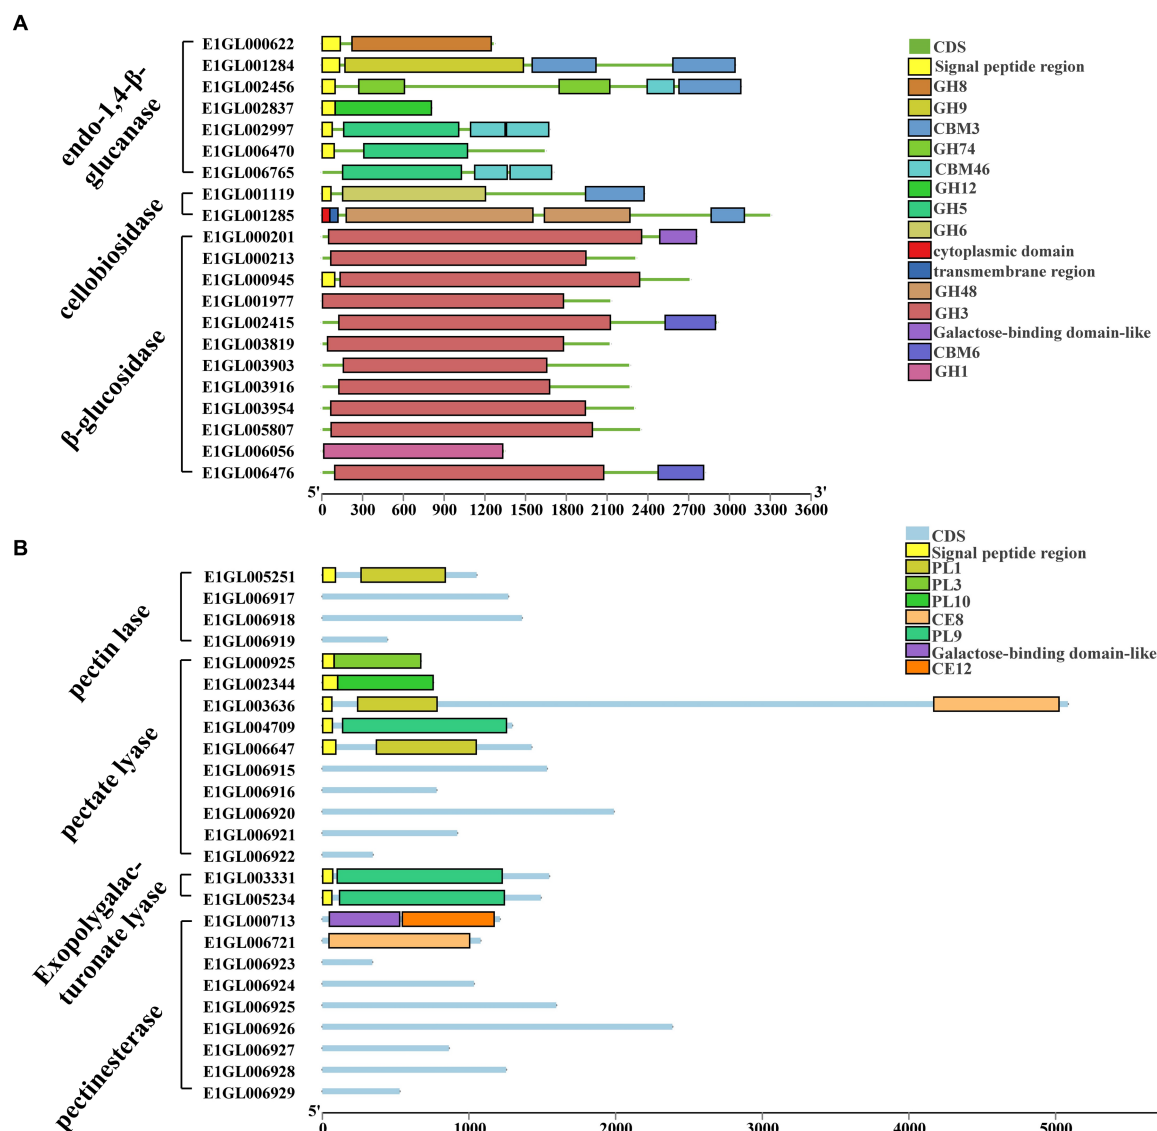 A
endo-1,4-β-
glucanase
cellobiosidase
β-glucosidase
E1GL000622
E1GL001284
E1GL002456
E1GL002837
E1GL002997
E1GL006470
E1GL006765
E1GL001119
E1GL001285
E1GL000201
E1GL000213
E1GL000945
E1GL001977
E1GL002415
E1GL003819
E1GL003903
E1GL003916
E1GL003954
E1GL005807
E1GL006056
E1GL006476
5' 3'
0 300 600 900 1200 1500 1800 2100 2400 2700 3000 3300 3600
CDS
Signal peptide region
GH8
GH9
CBM3
GH74
CBM46
GH12
GH5
GH6
cytoplasmic domain
transmembrane region
GH48
GH3
Galactose-binding domain-like
CBM6
GH1
B
pectin lase
pectate lyase
Exopolygalac-
turonate lyase
pectinesterase
E1GL005251
E1GL006917
E1GL006918
E1GL006919
E1GL000925
E1GL002344
E1GL003636
E1GL004709
E1GL006647
E1GL006915
E1GL006916
E1GL006920
E1GL006921
E1GL006922
E1GL003331
E1GL005234
E1GL000713
E1GL006721
E1GL006923
E1GL006924
E1GL006925
E1GL006926
E1GL006927
E1GL006928
E1GL006929
5'
0 1000 2000 3000 4000 5000
CDS
Signal peptide region
PL1
PL3
PL10
CE8
PL9
Galactose-binding domain-like
CE12